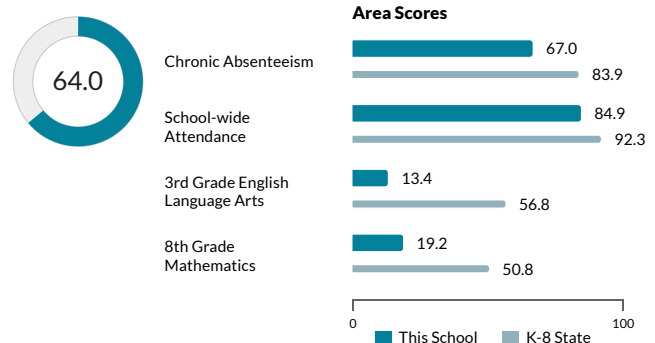 Area Scores
64.0
Chronic Absenteeism
67.0
83.9
School-wide
Attendance
84.9
92.3
3rd Grade English
Language Arts
13.4
56.8
8th Grade
Mathematics
19.2
50.8
0
100
This School
K-8 State